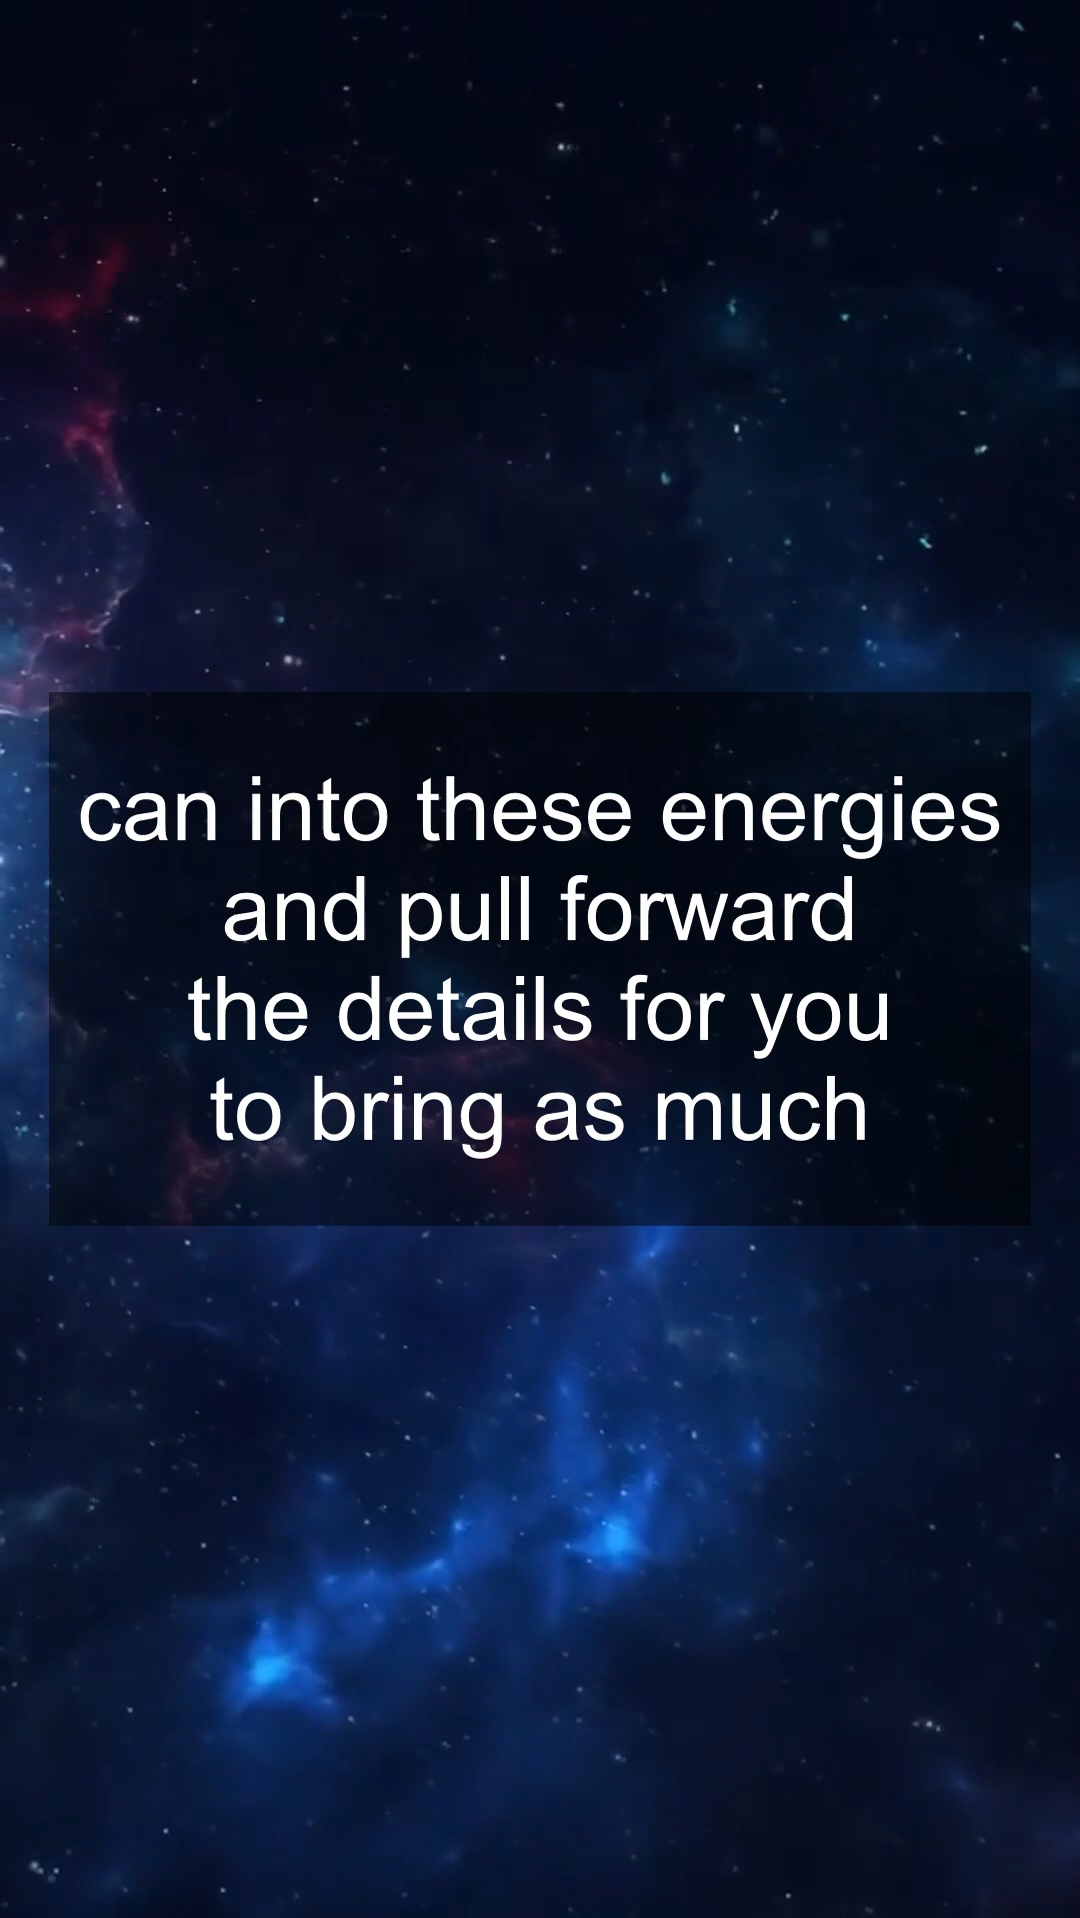 can into these energies
and pull forward
the details for you
to bring as much